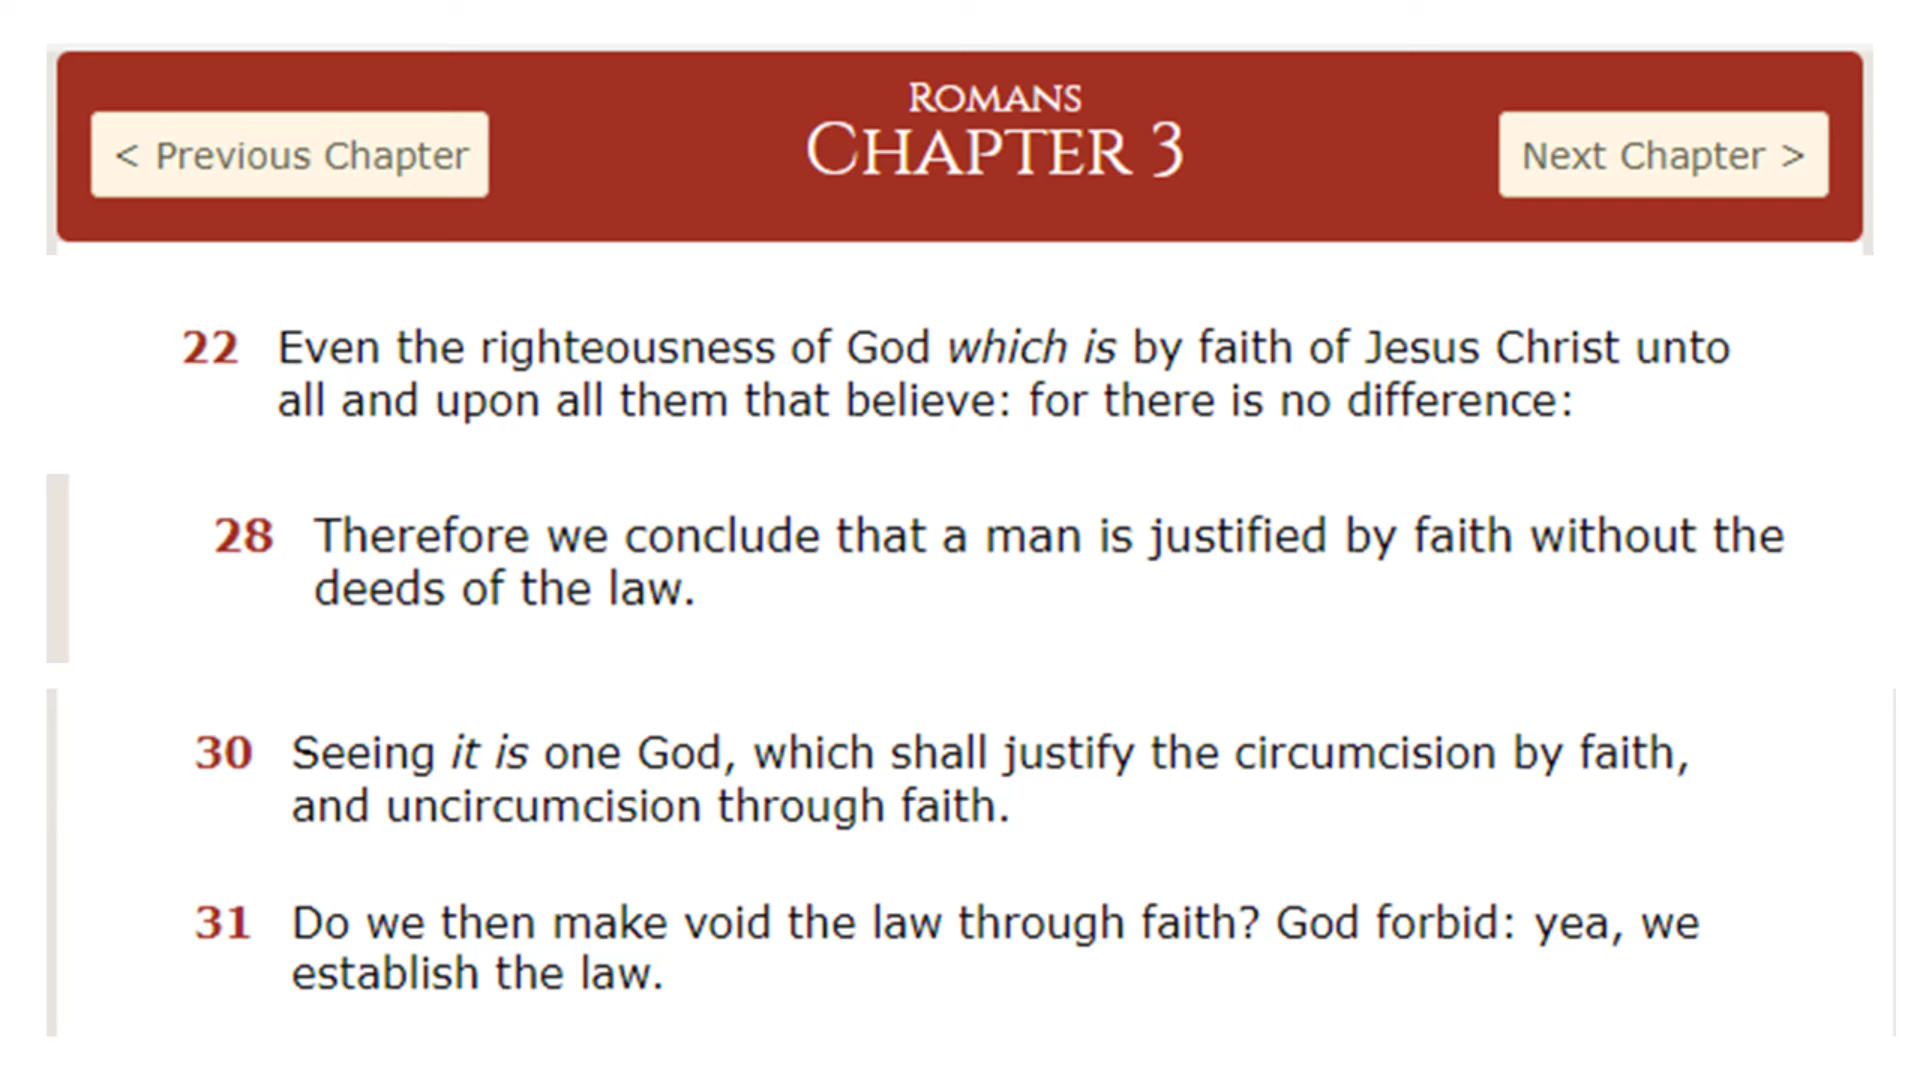 Romans
Chapter 3
< Previous Chapter
Next Chapter >
22 Even the righteousness of God which is by faith of Jesus Christ unto
all and upon all them that believe: for there is no difference:
28 Therefore we conclude that a man is justified by faith without the
deeds of the law.
30 Seeing it is one God, which shall justify the circumcision by faith,
and uncircumcision through faith.
31 Do we then make void the law through faith? God forbid: yea, we
establish the law.